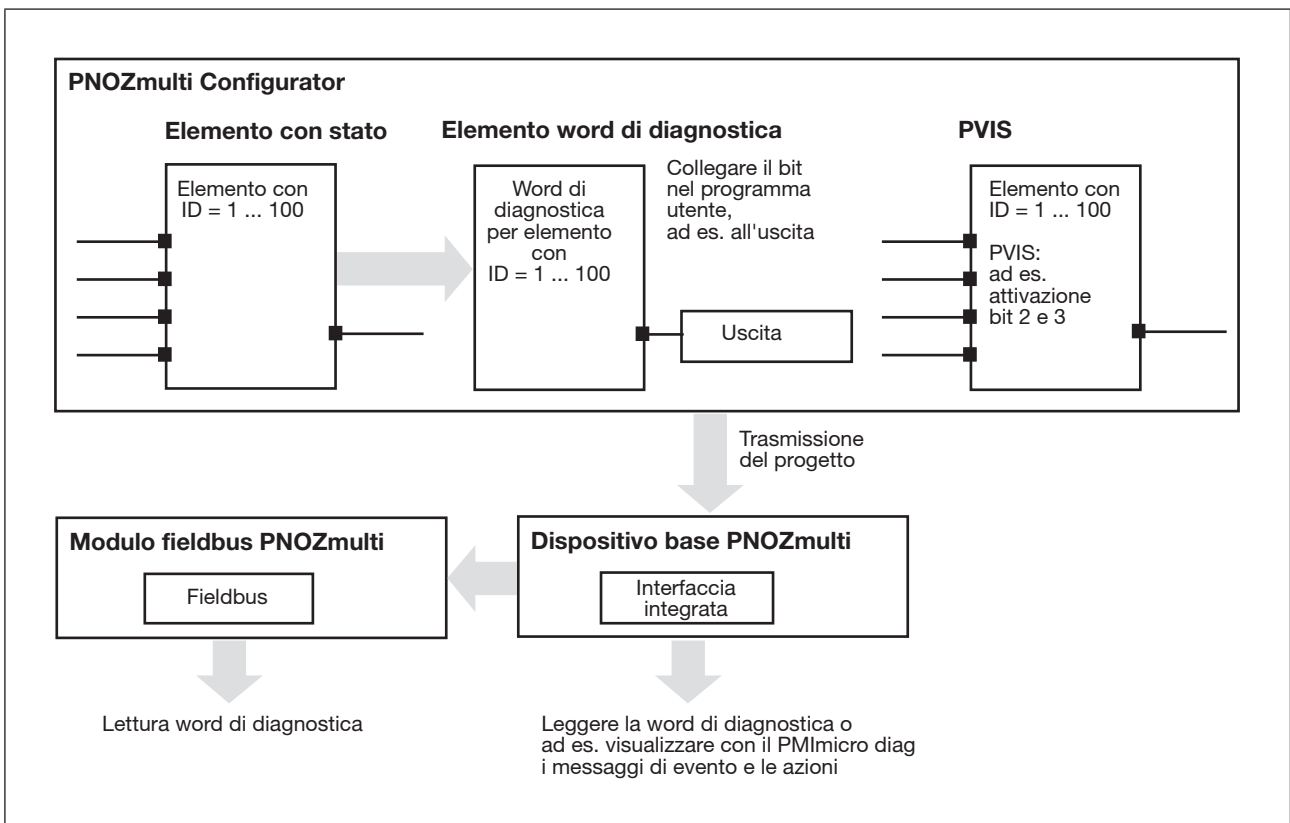 PNOZmulti Configurator
Elemento con stato
Elemento con
ID = 1 ... 100
Elemento word di diagnostica
Word di
diagnostica
per elemento
con
ID = 1 ... 100
Collegare il bit
nel programma
utente,
ad es. all'uscita
Uscita
PVIS
Elemento con
ID = 1 ... 100
PVIS:
ad es.
attivazione
bit 2 e 3
Trasmissione
del progetto
Modulo fieldbus PNOZmulti
Fieldbus
Dispositivo base PNOZmulti
Interfaccia
integrata
Lettura word di diagnostica
Leggere la word di diagnostica o
ad es. visualizzare con il PMImicro diag
i messaggi di evento e le azioni